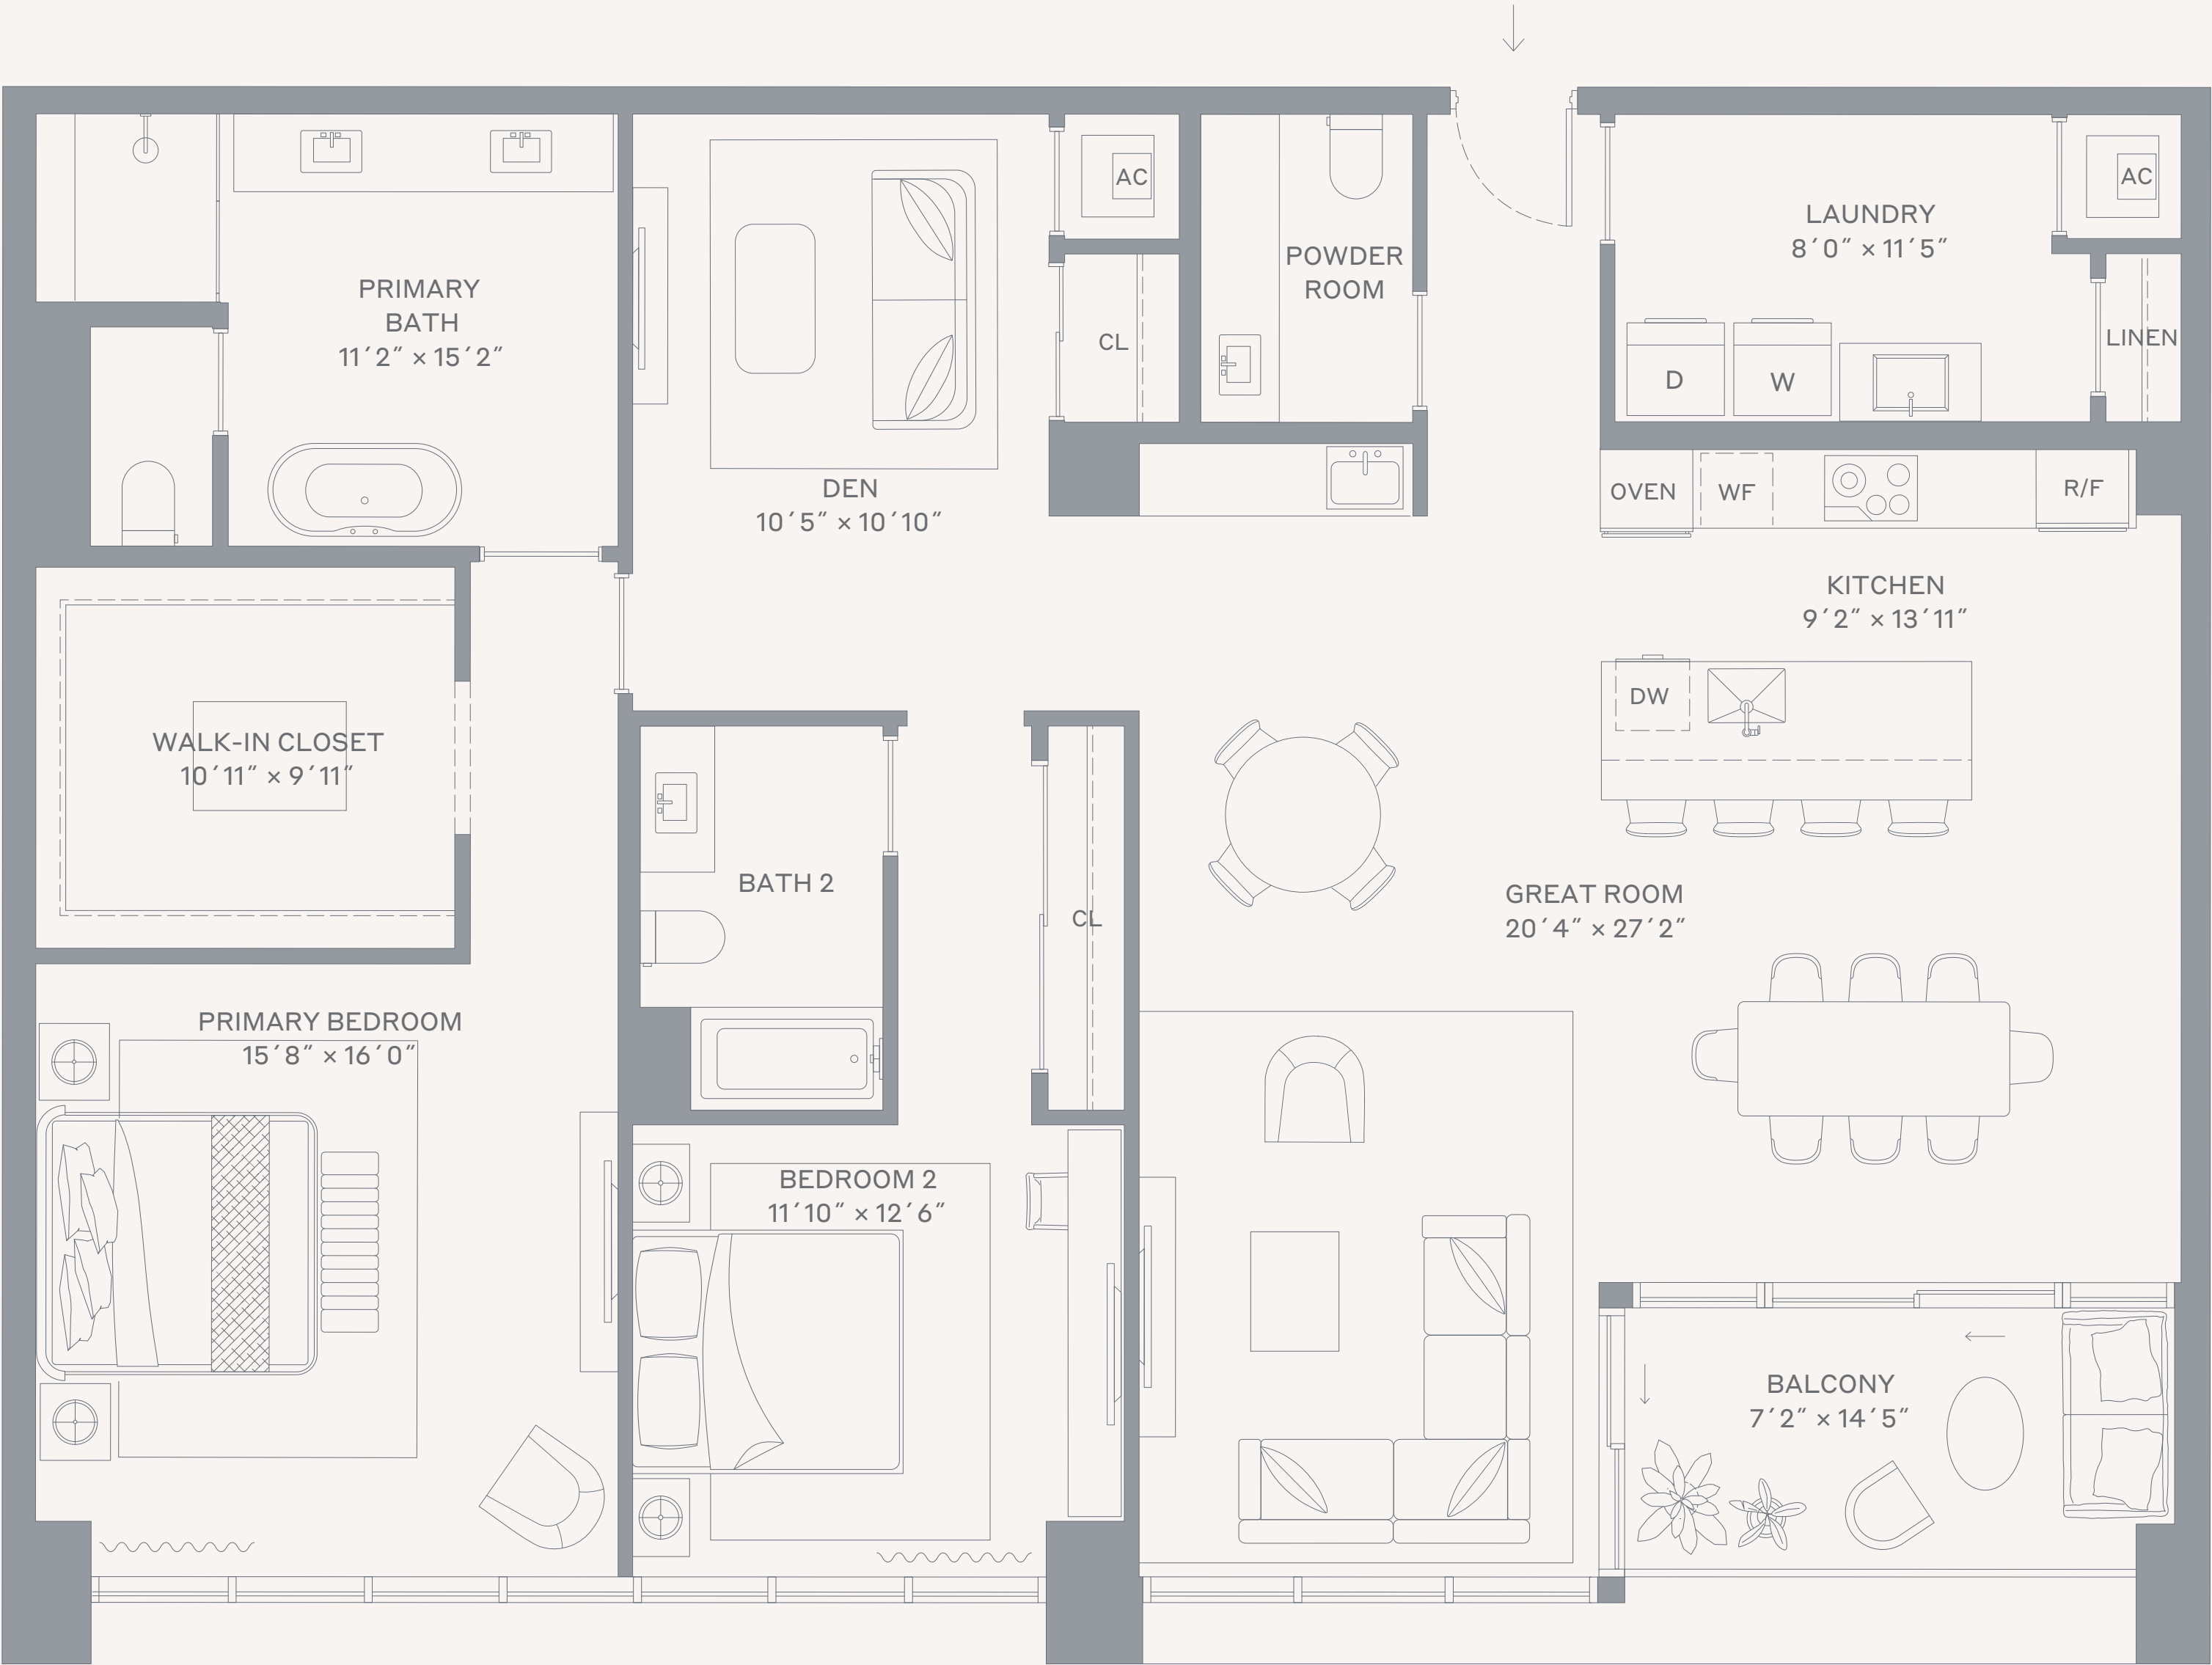 AC
AC
LAUNDRY
8´0˝ × 11´5˝
POWDER
ROOM
PRIMARY
BATH
11´2˝ × 15´2˝
CL
LINEN
D
W
DEN
10´5˝ × 10´10˝
OVEN
WF
R/F
KITCHEN
9´2˝ × 13´11˝
DW
WALK-IN CLOSET
10´11˝ × 9´11˝
BATH 2
CL
GREAT ROOM
20´4˝ × 27´2˝
PRIMARY BEDROOM
15´8˝ × 16´0˝
BEDROOM 2
11´10˝ × 12´6˝
BALCONY
7´2˝ × 14´5˝